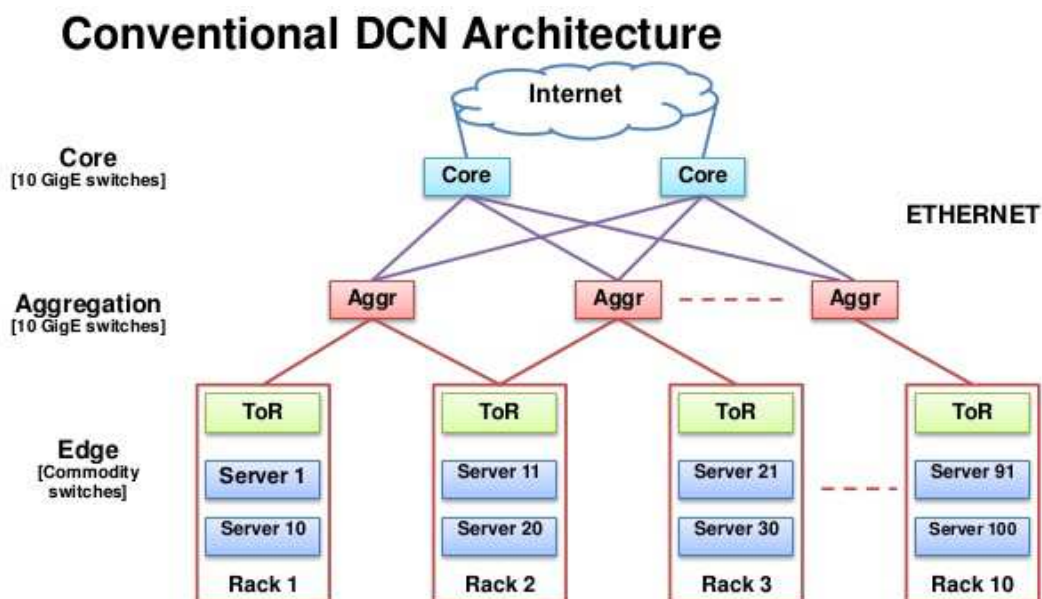 Conventional DCN Architecture
Internet
Core
[10 GigE switches]
Core
Core
ETHERNET
Aggregation
[10 GigE switches]
Aggr
Aggr
Aggr
Edge
[Commodity
switches]
ToR
Server 1
Server 10
Rack 1
ToR
Server 11
Server 20
Rack 2
ToR
Server 21
Server 30
Rack 3
ToR
Server 91
Server 100
Rack 10